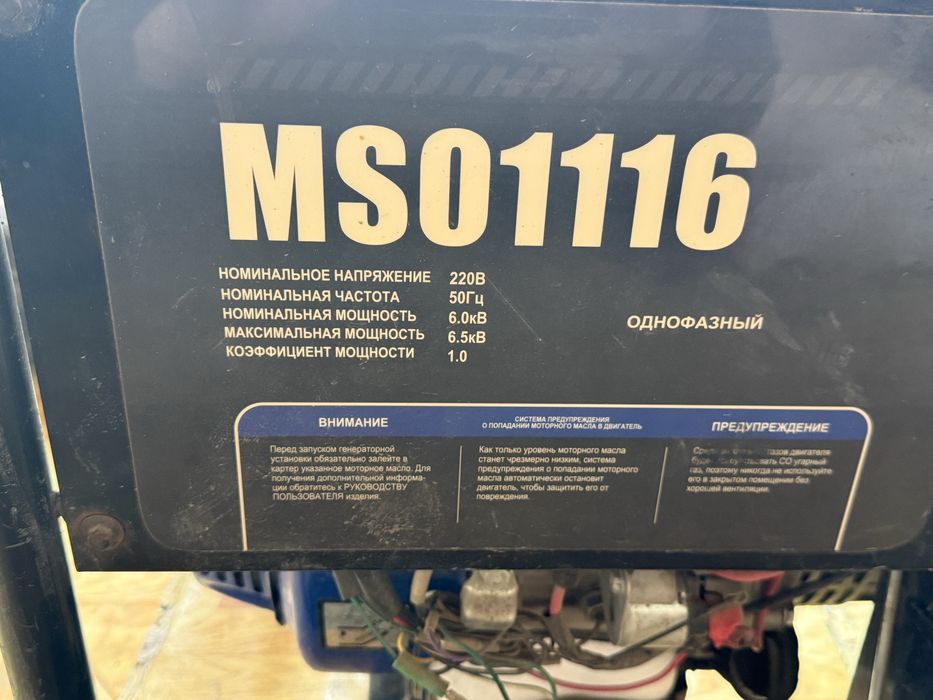 MS01116
НОМИНАЛЬНОЕ НАПРЯЖЕНИЕ 220В
НОМИНАЛЬНАЯ ЧАСТОТА 50Гц
НОМИНАЛЬНАЯ МОЩНОСТЬ 6.0кВ
МАКСИМАЛЬНАЯ МОЩНОСТЬ 6.5кВ
КОЭФФИЦИЕНТ МОЩНОСТИ 1.0
ОДНОФАЗНЫЙ
ВНИМАНИЕ
Перед запуском генераторной
установки обязательно залейте в
картер указанное моторное масло. Для
получения дополнительной информа-
ции обратитесь к РУКОВОДСТВУ
ПОЛЬЗОВАТЕЛЯ изделия.
СИСТЕМА ПРЕДУПРЕЖДЕНИЯ
О ПОПАДАНИИ МОТОРНОГО МАСЛА В ДВИГАТЕЛЬ
Как только уровень моторного масла
станет чрезмерно низким, система
предупреждения о попадании моторного
масла автоматически остановит
двигатель, чтобы защитить его от
повреждения.
ПРЕДУПРЕЖДЕНИЕ
газов двигателя
СО угарный
газ, поэтому никогда не используйте
его в закрытом помещении без
хорошей вентиляции.